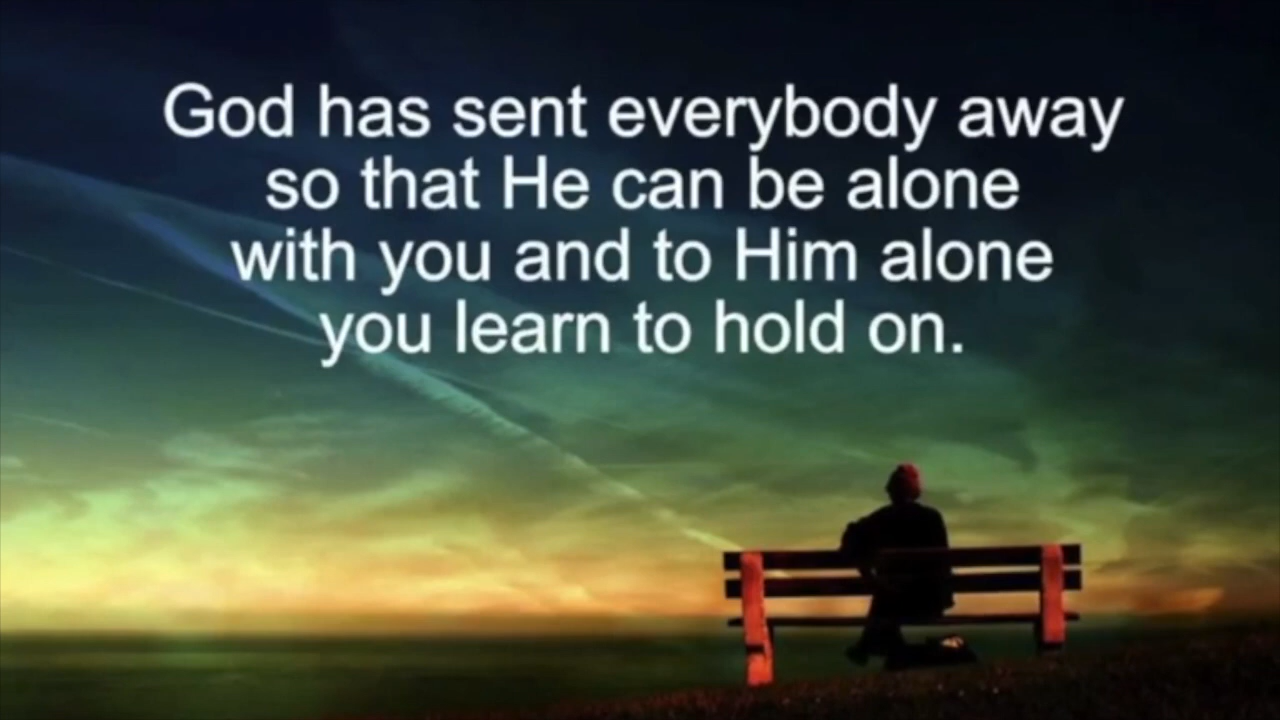 God has sent everybody away
so that He can be alone
with you and to Him alone
you learn to hold on.